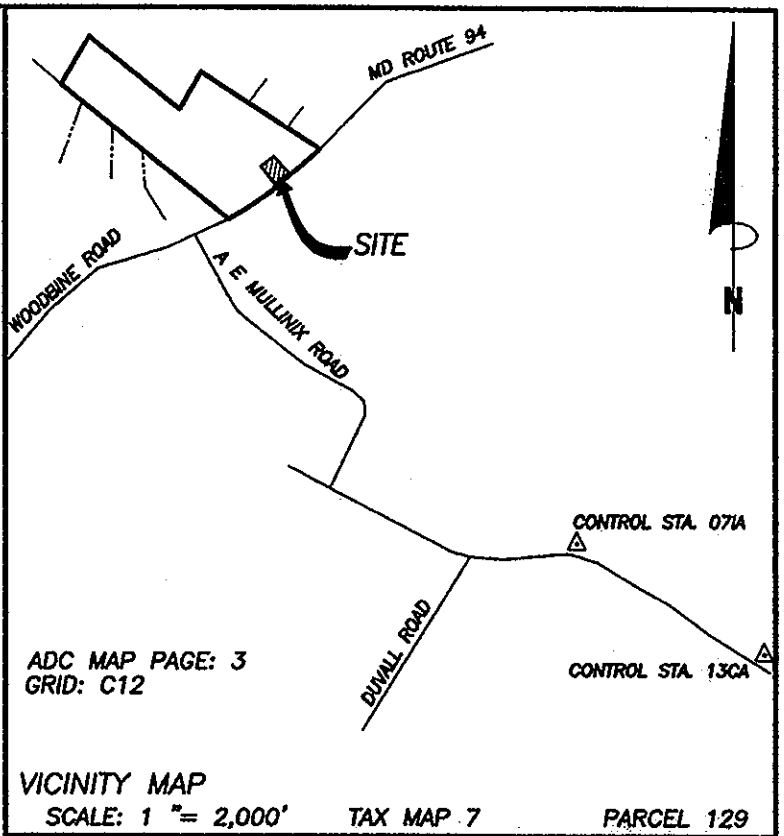 MD ROUTE 94
SITE
WOODBINE ROAD
A E MULLINIX ROAD
N
CONTROL STA. 071A
DUVALL ROAD
CONTROL STA. 13CA
ADC MAP PAGE: 3
GRID: C12
VICINITY MAP
SCALE: 1 "= 2,000' TAX MAP 7 PARCEL 129